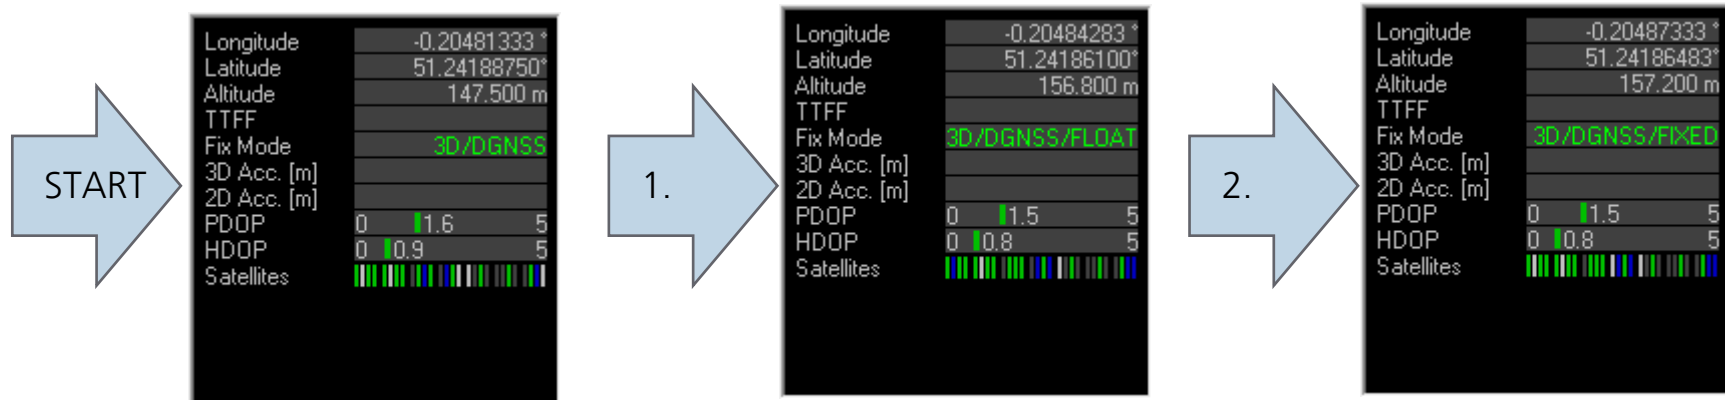 START
Longitude -0.20481333 °
Latitude 51.24188750°
Altitude 147.500 m
TTFF
Fix Mode 3D/DGNSS
3D Acc. [m]
2D Acc. [m]
PDOP 0 1.6 5
HDOP 0 0.9 5
Satellites
1.
Longitude -0.20484283 °
Latitude 51.24186100°
Altitude 156.800 m
TTFF
Fix Mode 3D/DGNSS/FLOAT
3D Acc. [m]
2D Acc. [m]
PDOP 0 1.5 5
HDOP 0 0.8 5
Satellites
2.
Longitude -0.20487333 °
Latitude 51.24186483°
Altitude 157.200 m
TTFF
Fix Mode 3D/DGNSS/FIXED
3D Acc. [m]
2D Acc. [m]
PDOP 0 1.5 5
HDOP 0 0.8 5
Satellites